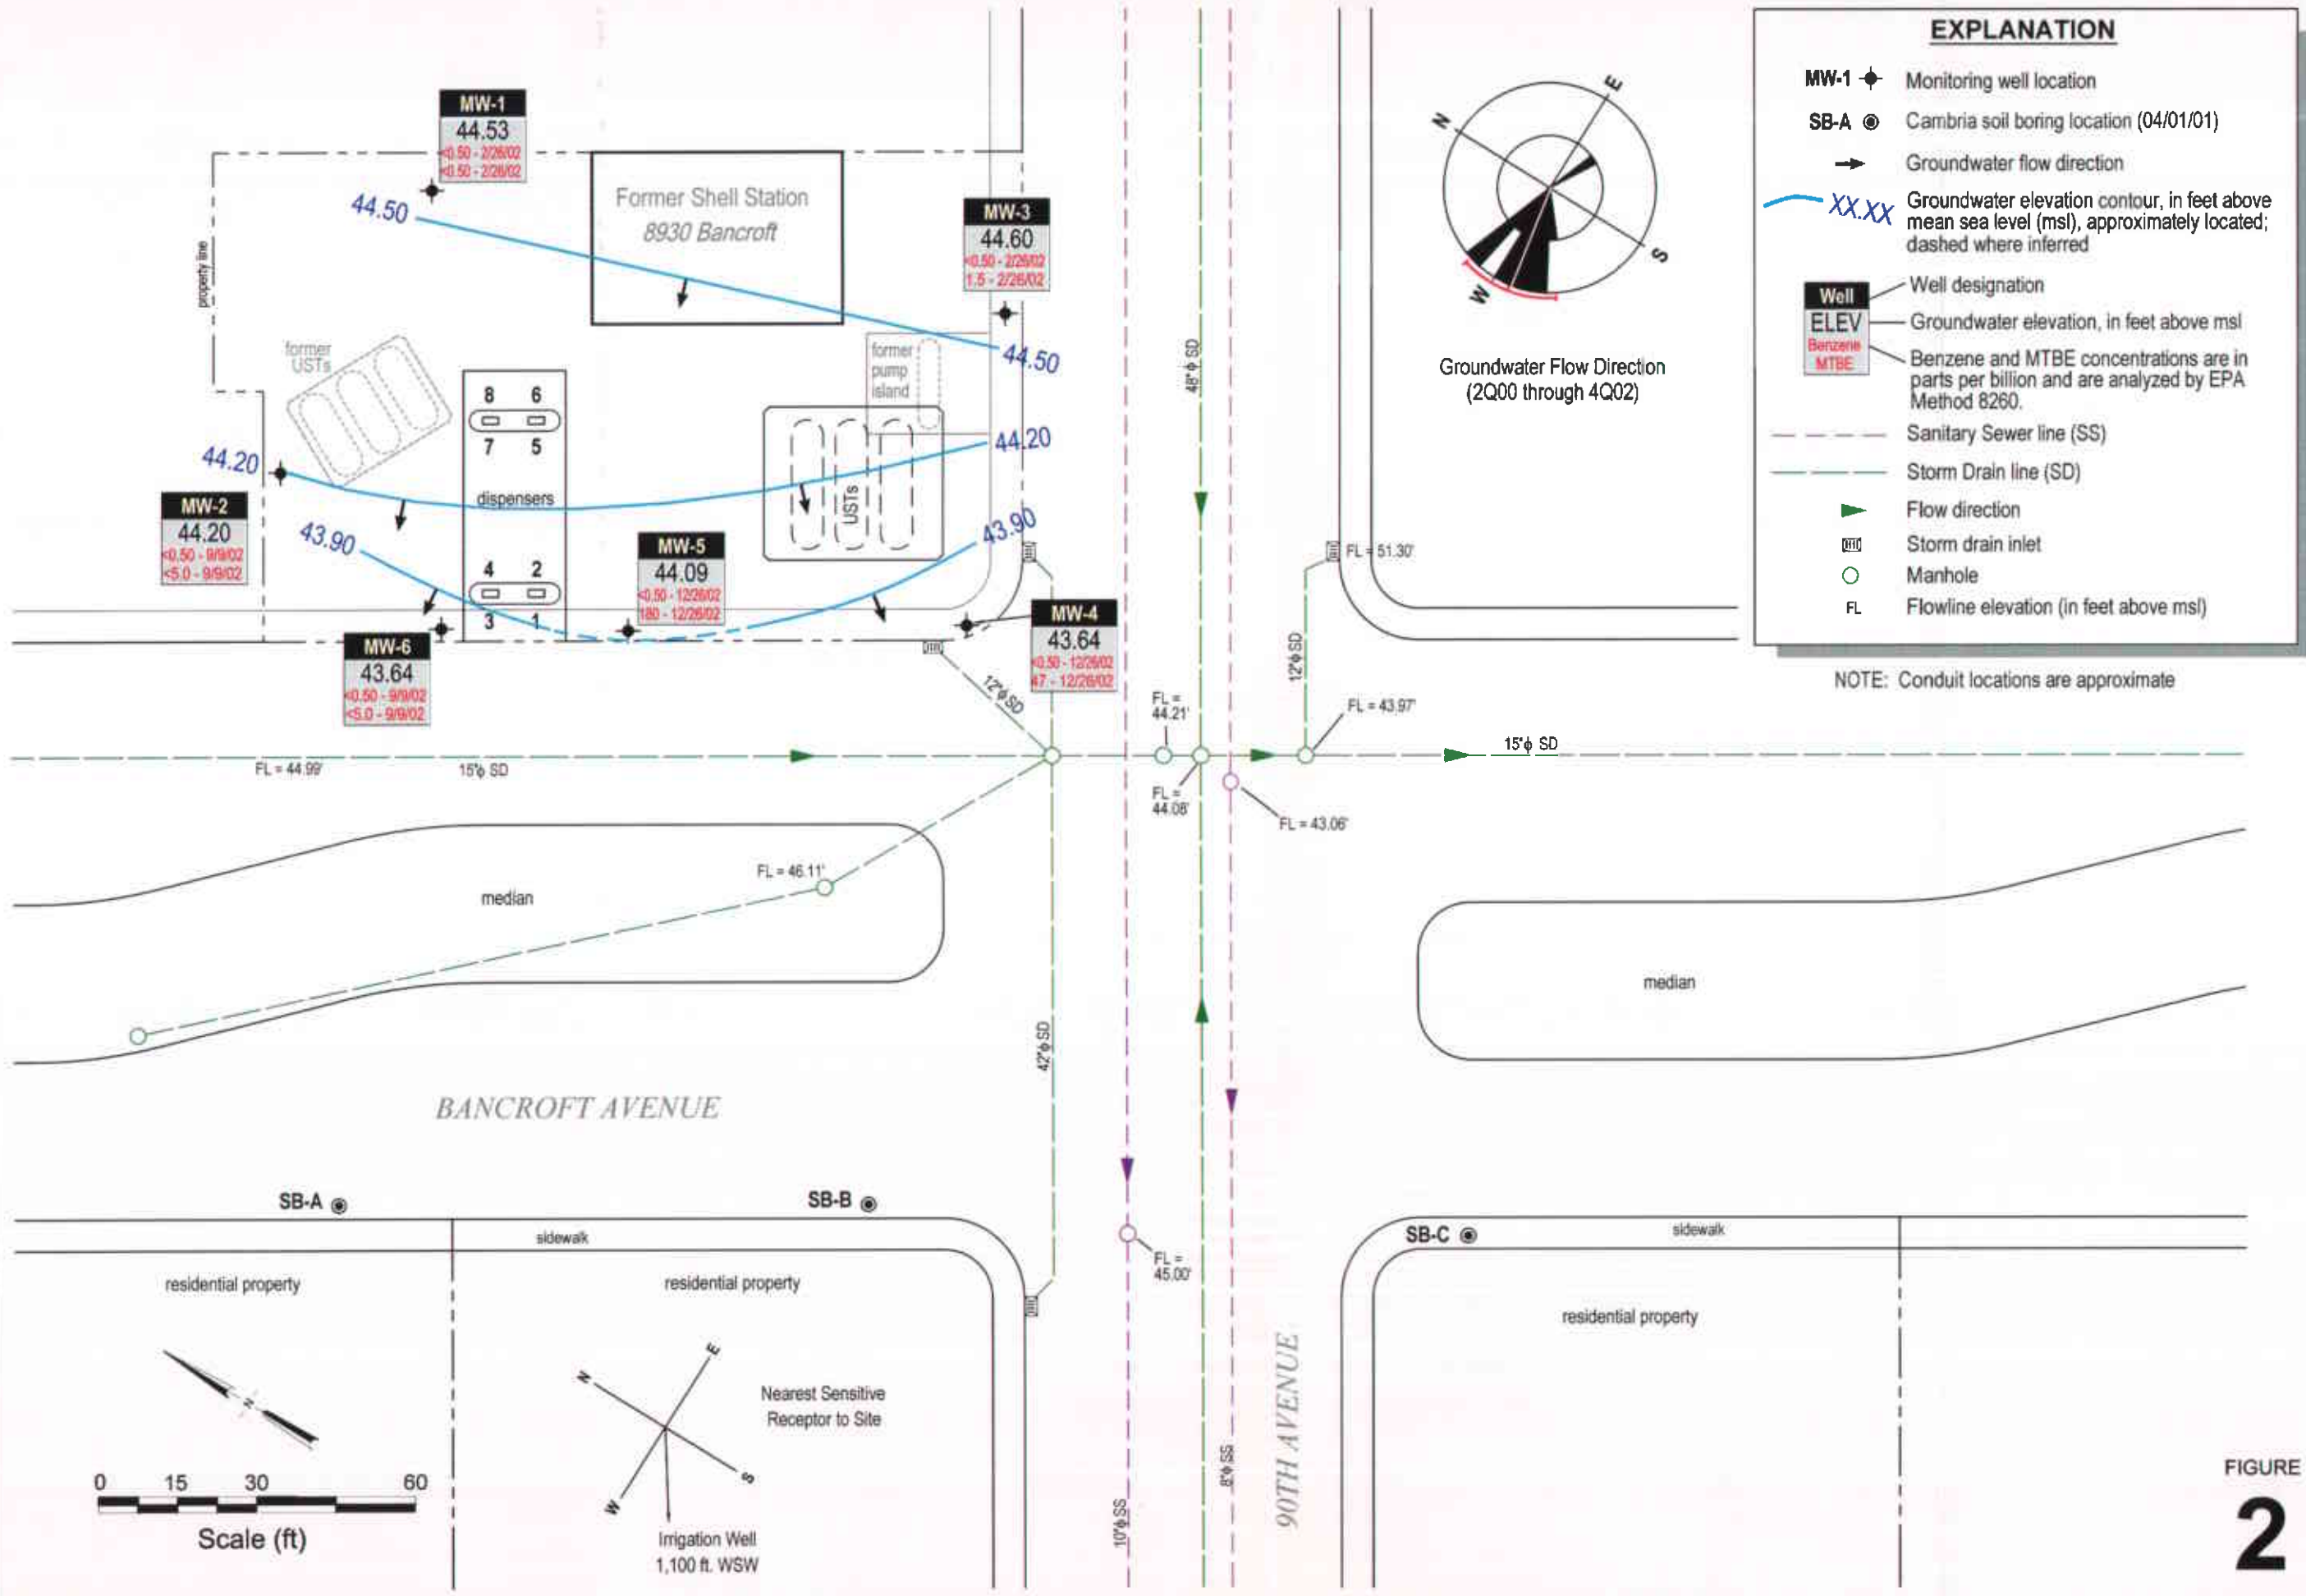 EXPLANATION
MW-1 Monitoring well location
SB-A Cambria soil boring location (04/01/01)
Groundwater flow direction
XX.XX Groundwater elevation contour, in feet above
mean sea level (msl), approximately located;
dashed where inferred
Well
ELEV
Benzene
MTBE
Well designation
Groundwater elevation, in feet above msl
Benzene and MTBE concentrations are in
parts per billion and are analyzed by EPA
Method 8260.
Sanitary Sewer line (SS)
Storm Drain line (SD)
Flow direction
Storm drain inlet
Manhole
FL Flowline elevation (in feet above msl)
NOTE: Conduit locations are approximate
MW-1
44.53
<0.50 - 2/26/02
<0.50 - 2/26/02
44.50
Former Shell Station
8930 Bancroft
MW-3
44.60
<0.50 - 2/26/02
1.5 - 2/26/02
44.50
property line
former
USTs
former
pump
island
8 6
7 5
dispensers
4 2
3 1
USTs
44.20
44.20
MW-2
44.20
<0.50 - 9/9/02
<5.0 - 9/9/02
43.90
43.90
MW-5
44.09
<0.50 - 12/26/02
180 - 12/26/02
MW-4
43.64
<0.50 - 12/26/02
47 - 12/26/02
MW-6
43.64
<0.50 - 9/9/02
<5.0 - 9/9/02
N
E
S
W
Groundwater Flow Direction
(2Q00 through 4Q02)
48"φ SD
FL = 51.30'
12"φ SD
12"φ SD
FL =
44.21'
FL = 43.97'
FL = 44.99'
15"φ SD
15"φ SD
FL =
44.08'
FL = 43.06'
FL = 46.11'
median
median
42"φ SD
BANCROFT AVENUE
SB-A
SB-B
SB-C
sidewalk
sidewalk
FL =
45.00'
residential property
residential property
residential property
N
0 15 30 60
Scale (ft)
N
E
S
W
Nearest Sensitive
Receptor to Site
Irrigation Well
1,100 ft. WSW
10"φ SS
8"φ SS
90TH AVENUE
FIGURE
2